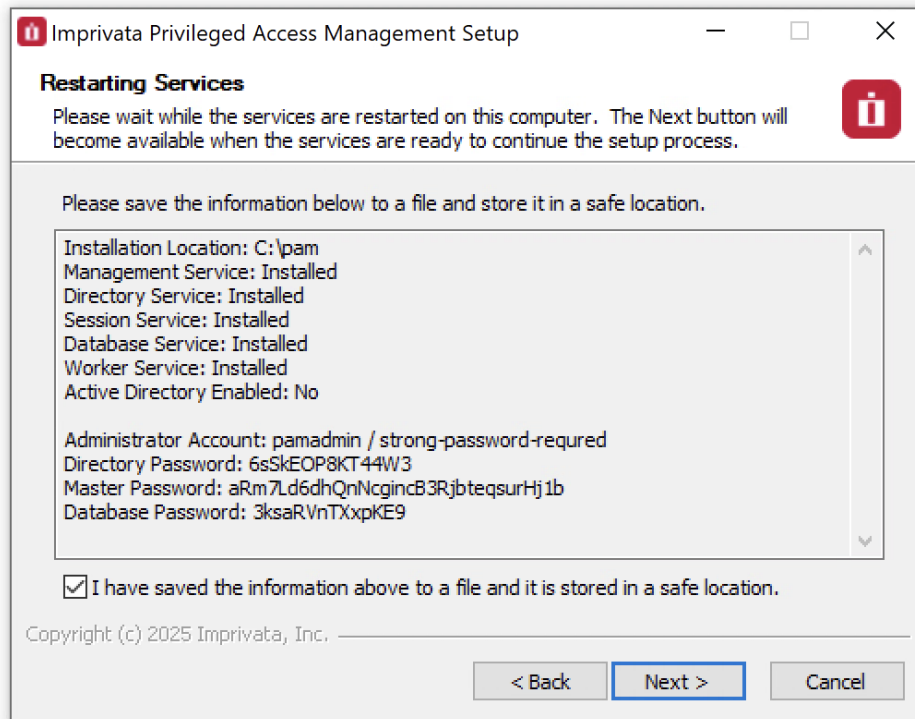 Imprivata Privileged Access Management Setup
Restarting Services
Please wait while the services are restarted on this computer.  The Next button will
become available when the services are ready to continue the setup process.
Please save the information below to a file and store it in a safe location.
Installation Location: C:\pam
Management Service: Installed
Directory Service: Installed
Session Service: Installed
Database Service: Installed
Worker Service: Installed
Active Directory Enabled: No
Administrator Account: pamadmin / strong-password-requred
Directory Password: 6sSkEOP8KT44W3
Master Password: aRm7Ld6dhQnNcgincB3RjbteqsurHj1b
Database Password: 3ksaRVnTXxpKE9
I have saved the information above to a file and it is stored in a safe location.
Copyright (c) 2025 Imprivata, Inc.
< Back
Next >
Cancel